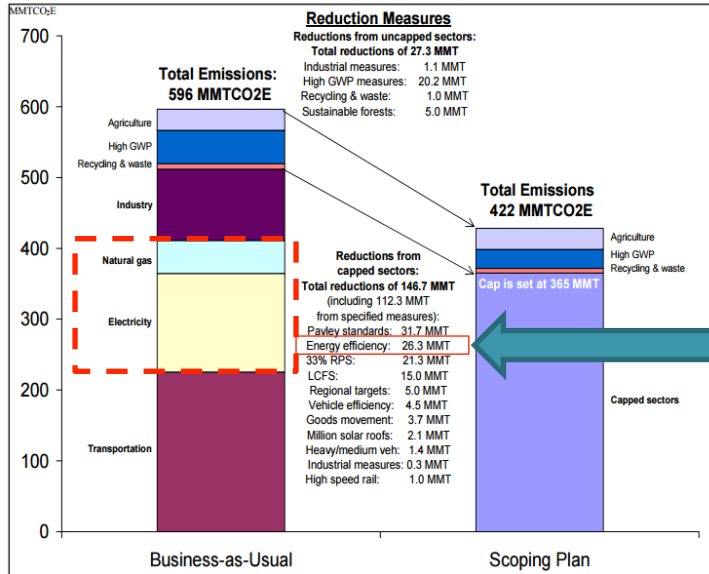 MMTCO2E
Reduction Measures
Reductions from uncapped sectors:
Total reductions of 27.3 MMT
Industrial measures: 1.1 MMT
High GWP measures: 20.2 MMT
Recycling & waste: 1.0 MMT
Sustainable forests: 5.0 MMT
Total Emissions:
596 MMTCO2E
Agriculture
High GWP
Recycling & waste
Industry
Natural gas
Electricity
Transportation
Reductions from
capped sectors:
Total reductions of 146.7 MMT
(including 112.3 MMT
from specified measures):
Pavley standards: 31.7 MMT
Energy efficiency: 26.3 MMT
33% RPS: 21.3 MMT
LCFS: 15.0 MMT
Regional targets: 5.0 MMT
Vehicle efficiency: 4.5 MMT
Goods movement: 3.7 MMT
Million solar roofs: 2.1 MMT
Heavy/medium veh: 1.4 MMT
Industrial measures: 0.3 MMT
High speed rail: 1.0 MMT
Total Emissions
422 MMTCO2E
Agriculture
High GWP
Recycling & waste
Cap is set at 365 MMT
Capped sectors
700
600
500
400
300
200
100
0
Business-as-Usual
Scoping Plan